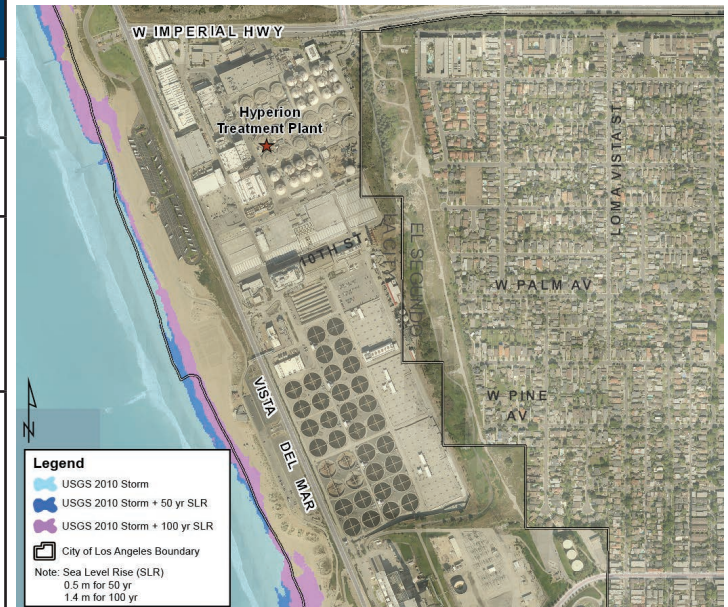 W IMPERIAL HWY
Hyperion
Treatment Plant
LOMA VISTA ST
10TH ST
EL SEGUNDO
W PALM AV
W PINE
AV
VISTA
DEL MAR
N
Legend
USGS 2010 Storm
USGS 2010 Storm + 50 yr SLR
USGS 2010 Storm + 100 yr SLR
City of Los Angeles Boundary
Note: Sea Level Rise (SLR)
0.5 m for 50 yr
1.4 m for 100 yr